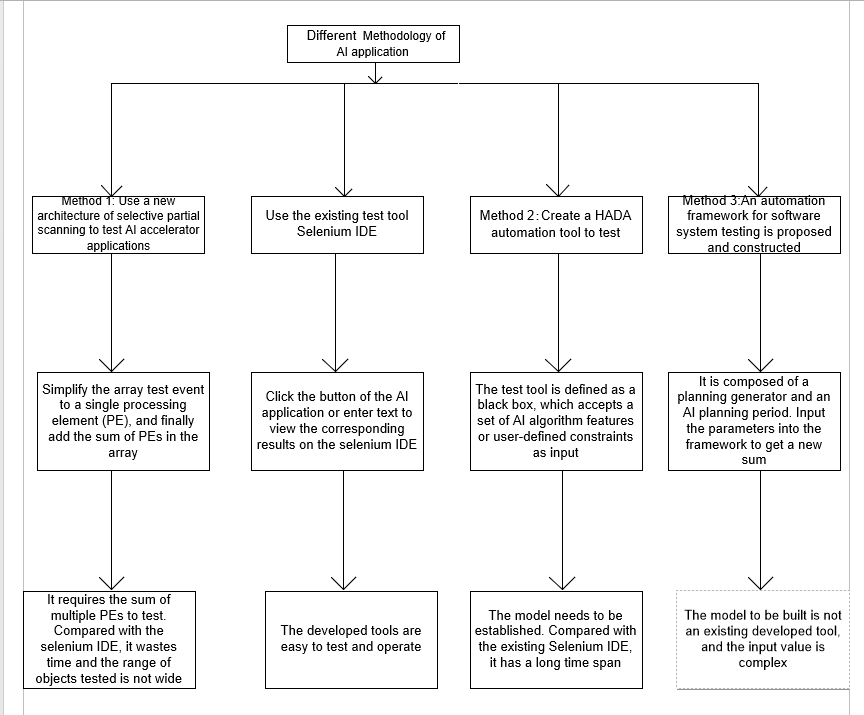 Different Methodology of
AI application
Method 1: Use a new
architecture of selective partial
scanning to test AI accelerator
applications
Use the existing test tool
Selenium IDE
Method 2: Create a HADA
automation tool to test
Method 3:An automation
framework for software
system testing is proposed
and constructed
Simplify the array test event
to a single processing
element (PE), and finally
add the sum of PEs in the
array
Click the button of the AI
application or enter text to
view the corresponding
results on the selenium IDE
The test tool is defined as a
black box, which accepts a
set of AI algorithm features
or user-defined constraints
as input
It is composed of a
planning generator and an
AI planning period. Input
the parameters into the
framework to get a new
sum
It requires the sum of
multiple PEs to test.
Compared with the
selenium IDE, it wastes
time and the range of
objects tested is not wide
The developed tools are
easy to test and operate
The model needs to be
established. Compared with
the existing Selenium IDE,
it has a long time span
The model to be built is not
an existing developed tool,
and the input value is
complex